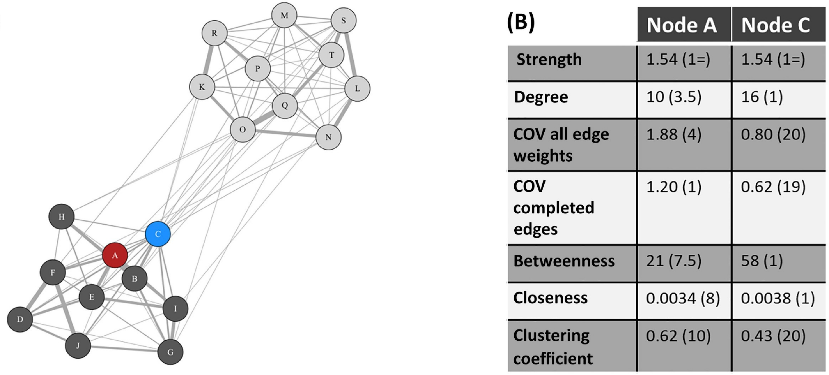 M
S
R
T
P
K
L
Q
O
N
H
C
A
F
B
E
I
D
J
G
(B)
Node A Node C
Strength 1.54 (1=) 1.54 (1=)
Degree 10 (3.5) 16 (1)
COV all edge 1.88 (4) 0.80 (20)
weights
COV 1.20 (1) 0.62 (19)
completed
edges
Betweenness 21 (7.5) 58 (1)
Closeness 0.0034 (8) 0.0038 (1)
Clustering 0.62 (10) 0.43 (20)
coefficient